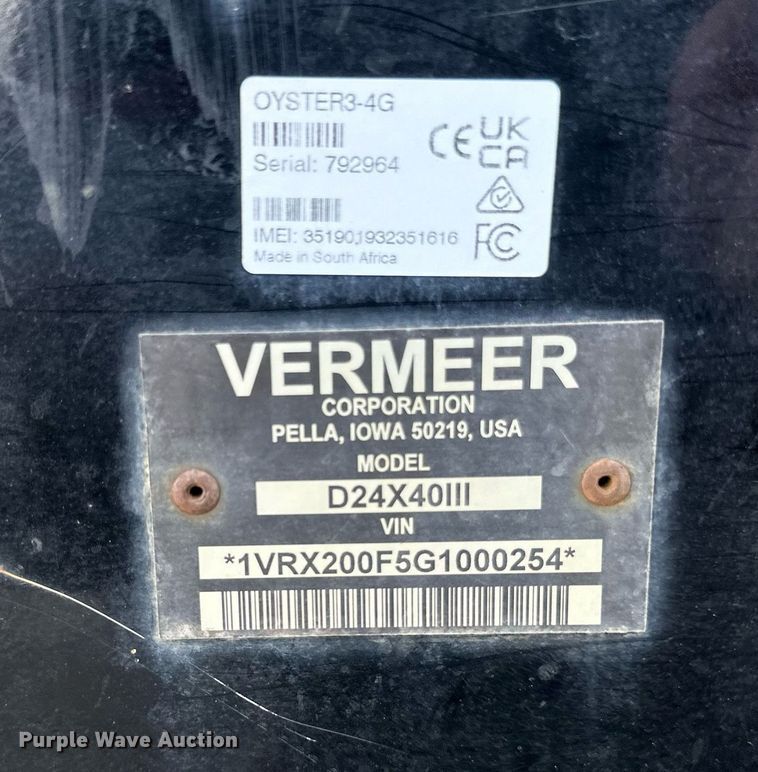 OYSTER3-4G
Serial: 792964
CE UK CA
IMEI: 351901932351616
FC
Made in South Africa
VERMEER
CORPORATION
PELLA, IOWA 50219, USA
MODEL
D24X40III
VIN
*1VRX200F5G1000254*
Purple Wave Auction